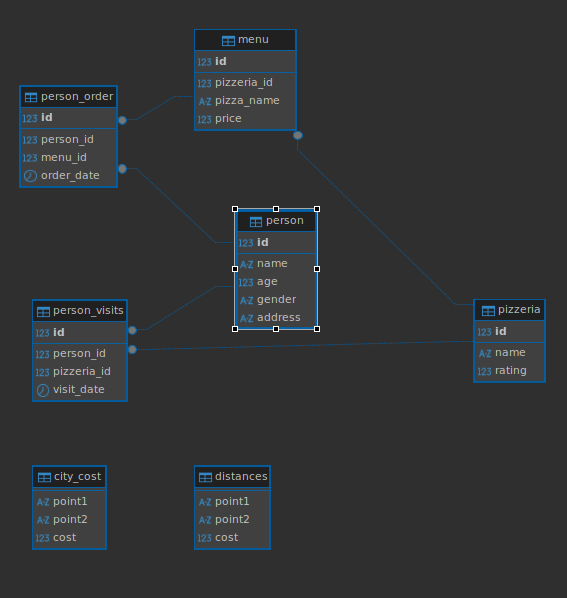 menu
123 id
123 pizzeria_id
A-Z pizza_name
123 price
person_order
123 id
123 person_id
123 menu_id
order_date
person
123 id
A-Z name
123 age
A-Z gender
A-Z address
person_visits
123 id
123 person_id
123 pizzeria_id
visit_date
pizzeria
123 id
A-Z name
123 rating
city_cost
A-Z point1
A-Z point2
123 cost
distances
A-Z point1
A-Z point2
123 cost